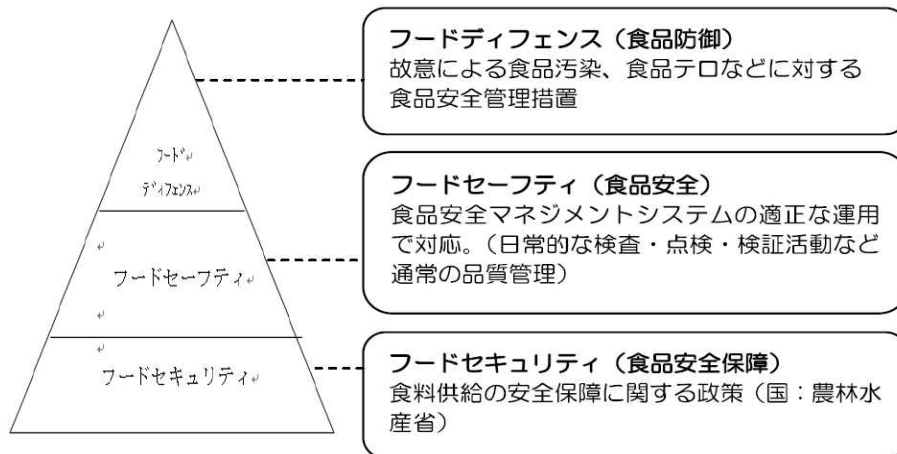 フードディフェンス（食品防御）
故意による食品汚染、食品テロなどに対する
食品安全管理措置
フード
ディフェンス
フードセーフティ（食品安全）
食品安全マネジメントシステムの適正な運用
で対応。（日常的な検査・点検・検証活動など
通常の品質管理）
フードセーフティ
フードセキュリティ（食品安全保障）
食料供給の安全保障に関する政策（国：農林水
産省）
フードセキュリティ